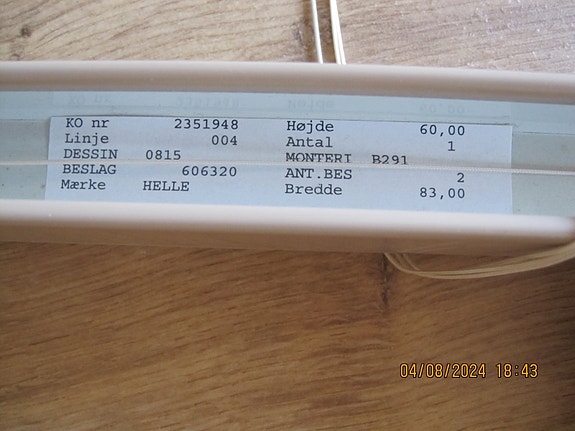 KO nr 2351948 Højde 60,00
Linje 004 Antal 1
DESSIN 0815 MONTERI B291
BESLAG 606320 ANT.BES 2
Mærke HELLE Bredde 83,00
04/08/2024 18:43